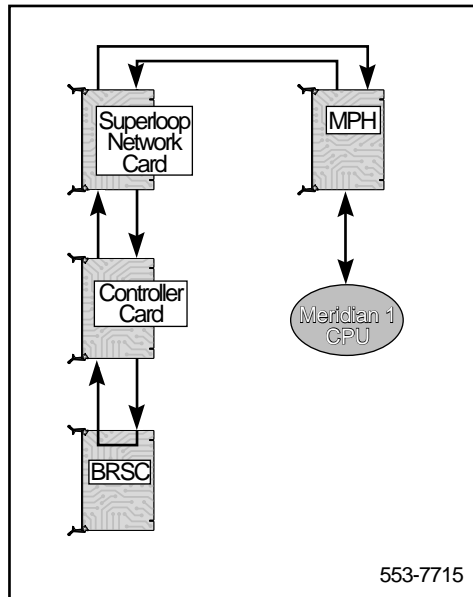 Superloop
Network
Card
MPH
Controller
Card
Meridian 1
CPU
BRSC
553-7715